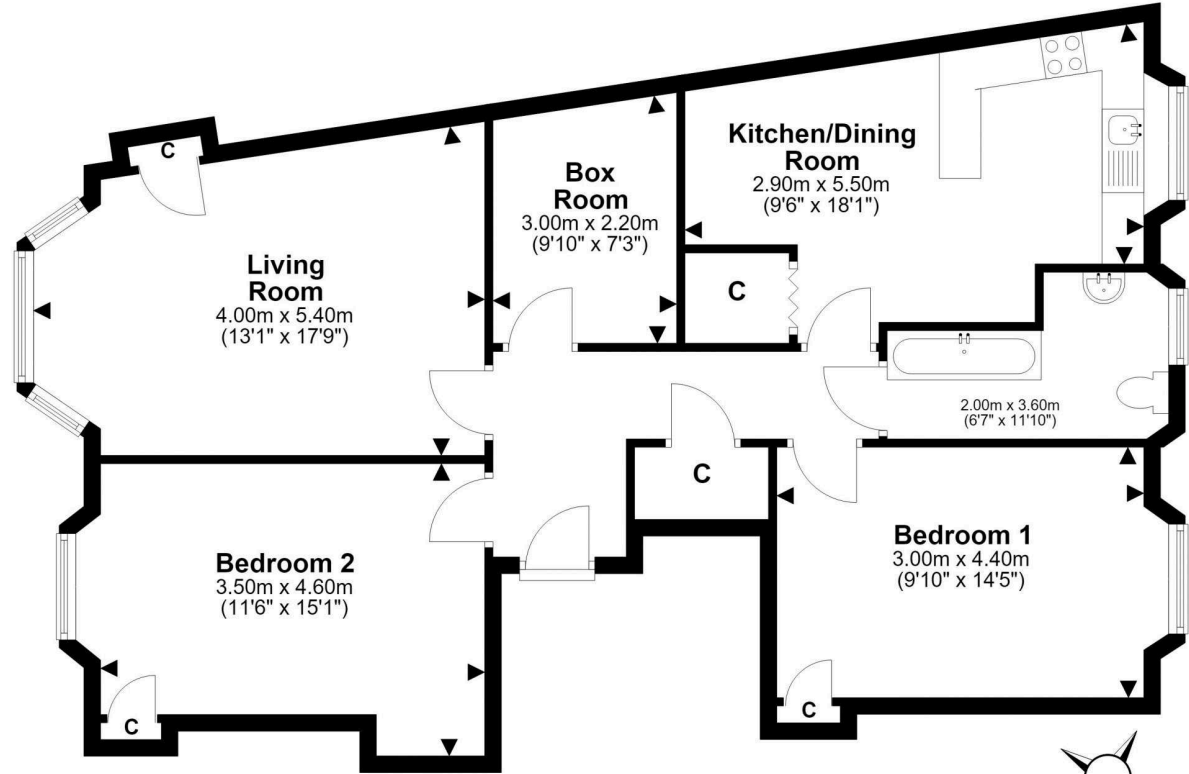 C
Living
Room
4.00m x 5.40m
(13'1" x 17'9")
Box
Room
3.00m x 2.20m
(9'10" x 7'3")
Kitchen/Dining
Room
2.90m x 5.50m
(9'6" x 18'1")
C
2.00m x 3.60m
(6'7" x 11'10")
C
Bedroom 2
3.50m x 4.60m
(11'6" x 15'1")
C
Bedroom 1
3.00m x 4.40m
(9'10" x 14'5")
C